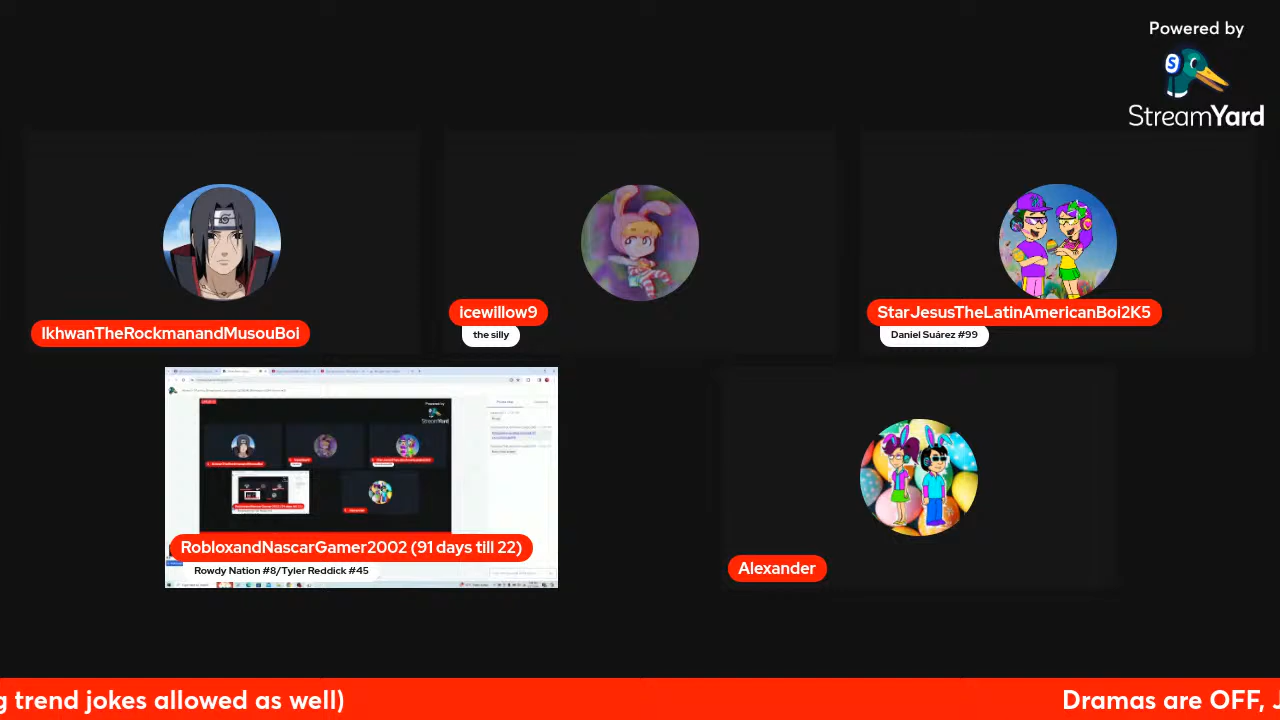 Powered by
StreamYard
IkhwanTheRockmanandMusouBoi
icewillow9
the silly
StarJesusTheLatinAmericanBoi2K5
Daniel Suárez #99
RobloxandNascarGamer2002 (91 days till 22)
Rowdy Nation #8/Tyler Reddick #45
Alexander
g trend jokes allowed as well)
Dramas are OFF, J